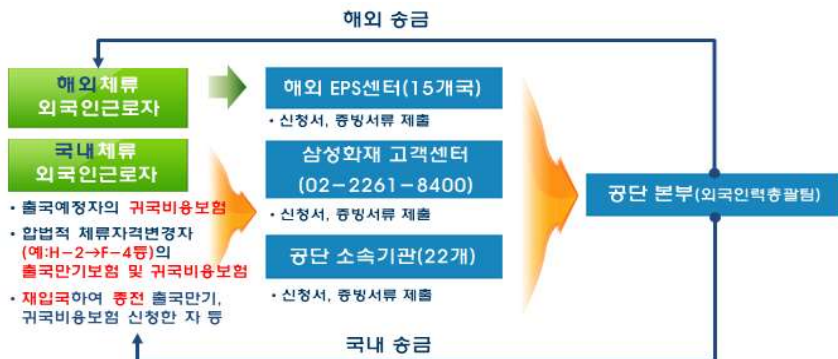 해외 송금
해외체류
외국인근로자
해외 EPS센터(15개국)
• 신청서, 증빙서류 제출
국내체류
외국인근로자
삼성화재 고객센터
(02-2261-8400)
• 신청서, 증빙서류 제출
공단 본부(외국인력총괄팀)
• 출국예정자의 귀국비용보험
• 합법적 체류자격변경자
(예:H-2→F-4등)의
출국만기보험 및 귀국비용보험
• 재입국하여 종전 출국만기,
귀국비용보험 신청한 자 등
공단 소속기관(22개)
• 신청서, 증빙서류 제출
국내 송금